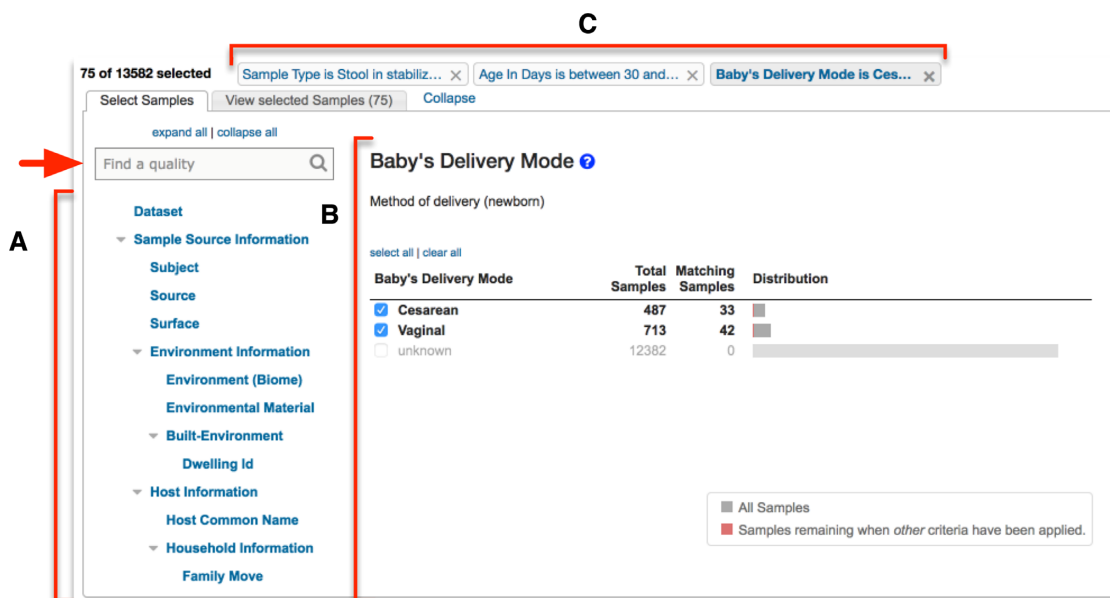 C
75 of 13582 selected Sample Type is Stool in stabiliz... × Age In Days is between 30 and... × Baby's Delivery Mode is Ces... ×
Select Samples View selected Samples (75) Collapse
expand all | collapse all
Find a quality
A
Dataset
Sample Source Information
Subject
Source
Surface
Environment Information
Environment (Biome)
Environmental Material
Built-Environment
Dwelling Id
Host Information
Host Common Name
Household Information
Family Move
B
Baby's Delivery Mode ?
Method of delivery (newborn)
select all | clear all
Baby's Delivery Mode Total Samples Matching Samples Distribution
Cesarean 487 33
Vaginal 713 42
unknown 12382 0
All Samples
Samples remaining when other criteria have been applied.